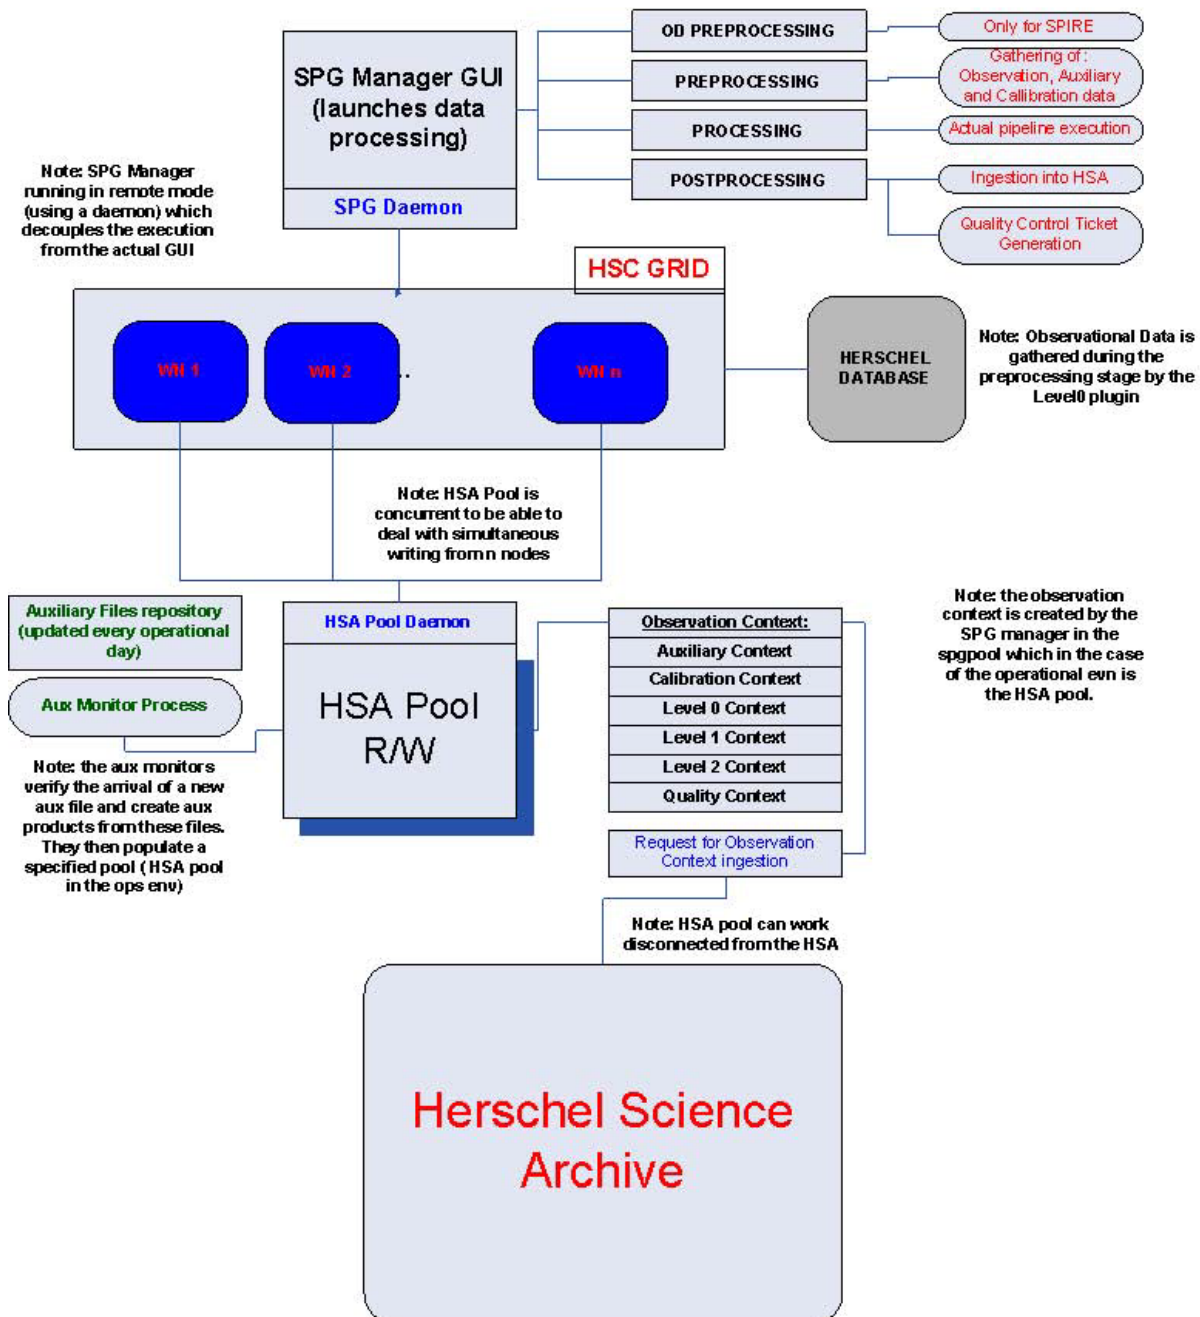 SPG Manager GUI
(launches data
processing)
SPG Daemon
OD PREPROCESSING
Only for SPIRE
PREPROCESSING
Gathering of :
Observation, Auxiliary
and Callibration data
PROCESSING
Actual pipeline execution
POSTPROCESSING
Ingestion into HSA
Quality Control Ticket
Generation
Note: SPG Manager
running in remote mode
(using a daemon) which
decouples the execution
from the actual GUI
HSC GRID
WN 1
WN 2
..
WN n
HERSCHEL
DATABASE
Note: Observational Data is
gathered during the
preprocessing stage by the
Level0 plugin
Note: HSA Pool is
concurrent to be able to
deal with simultaneous
writing from n nodes
Auxiliary Files repository
(updated every operational
day)
Aux Monitor Process
Note: the aux monitors
verify the arrival of a new
aux file and create aux
products from these files.
They then populate a
specified pool ( HSA pool
in the ops env)
HSA Pool Daemon
HSA Pool
R/W
Observation Context:
Auxiliary Context
Calibration Context
Level 0 Context
Level 1 Context
Level 2 Context
Quality Context
Request for Observation
Context ingestion
Note: the observation
context is created by the
SPG manager in the
spgpool which in the case
of the operational evn is
the HSA pool.
Note: HSA pool can work
disconnected from the HSA
Herschel Science
Archive